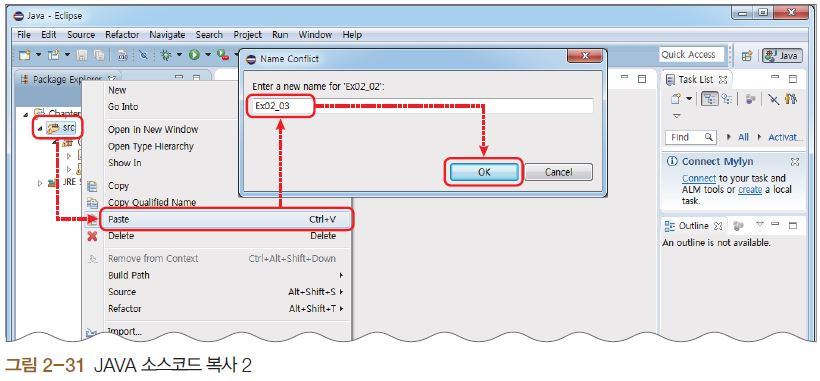 Java - Eclipse
File Edit Source Refactor Navigate Search Project Run Window Help
Quick Access
Java
Package Explorer
Chapter
src
JRE S
New
Go Into
Open in New Window
Open Type Hierarchy
Show In
Copy
Copy Qualified Name
Paste Ctrl+V
Delete Delete
Remove from Context Ctrl+Alt+Shift+Down
Build Path
Source Alt+Shift+S
Refactor Alt+Shift+T
Import...
Name Conflict
Enter a new name for 'Ex02_02':
Ex02_03
OK Cancel
Task List
Find All Activat...
Connect Mylyn
Connect to your task and
ALM tools or create a local
task.
Outline
An outline is not available.
그림 2-31 JAVA 소스코드 복사 2